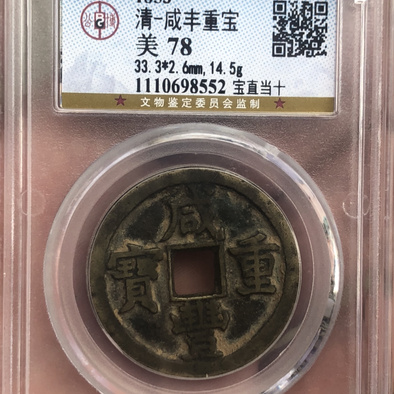 清-咸丰重宝
美 78
33.3*2.6mm,14.5g
1110698552 宝直当十
★ 文物鉴定委员会监制 ★
咸
豐
重
寶